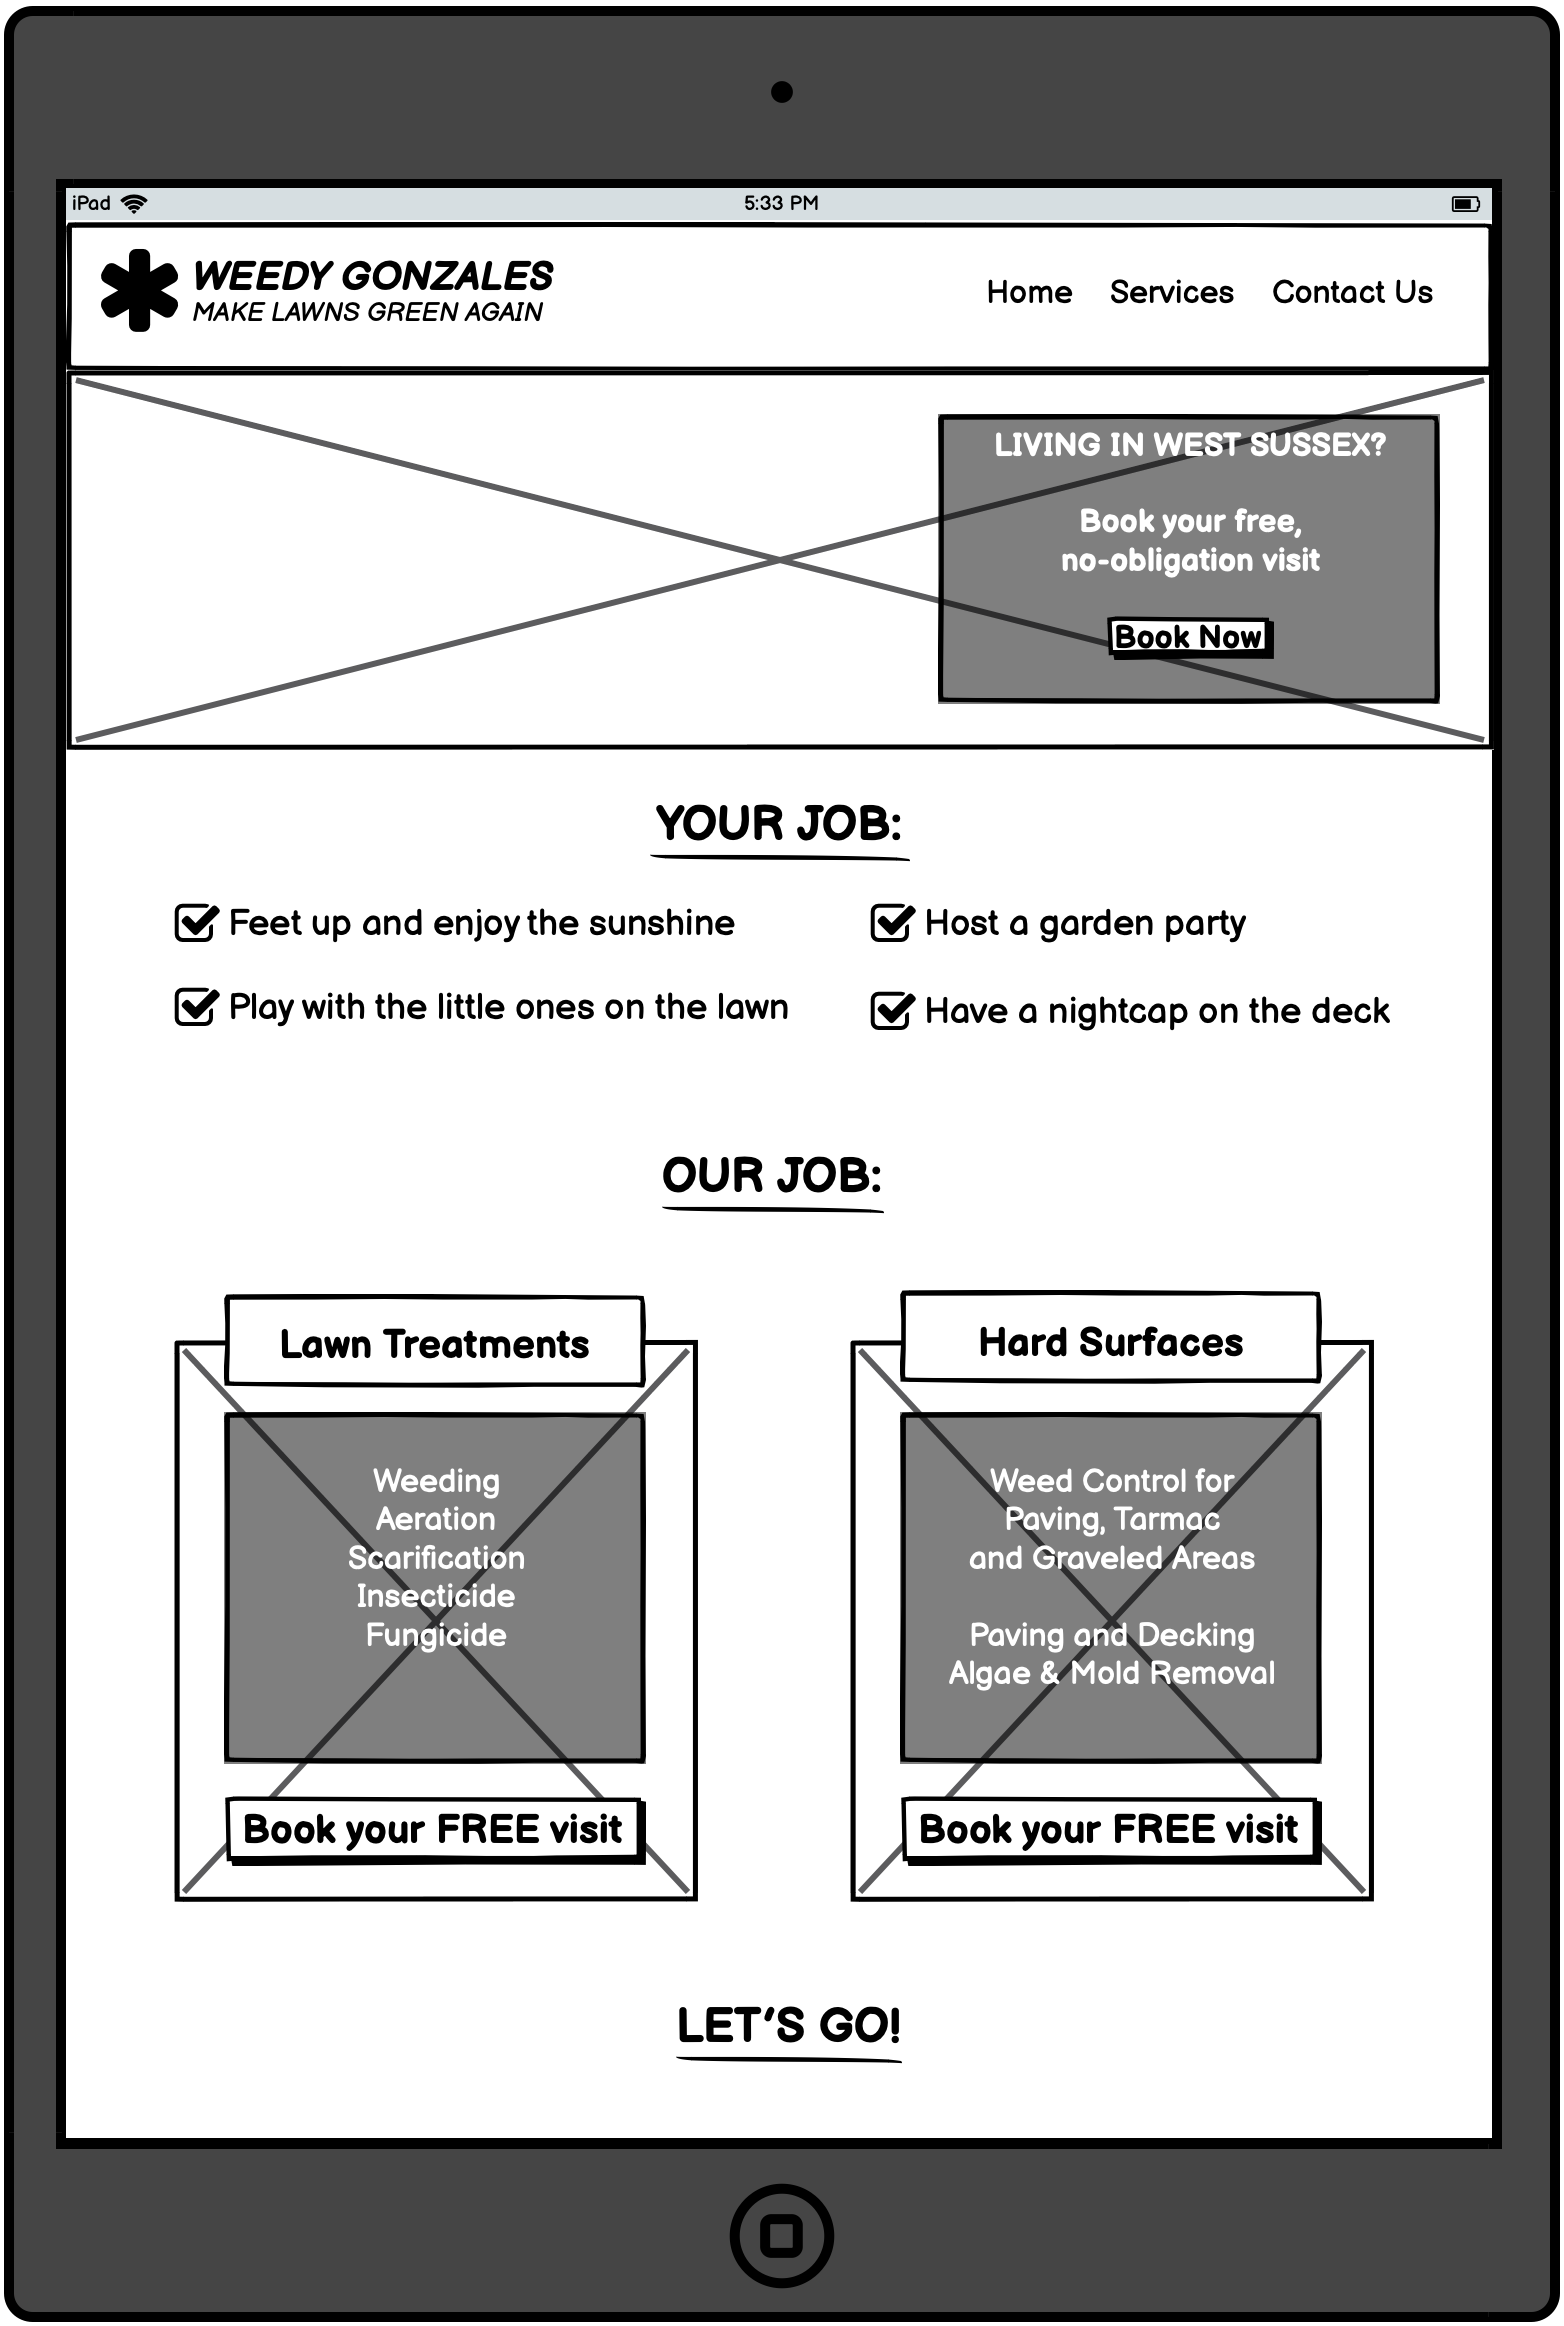 iPad
5:33 PM
WEEDY GONZALES
MAKE LAWNS GREEN AGAIN
Home Services Contact Us
LIVING IN WEST SUSSEX?
Book your free,
no-obligation visit
Book Now
YOUR JOB:
Feet up and enjoy the sunshine
Host a garden party
Play with the little ones on the lawn
Have a nightcap on the deck
OUR JOB:
Lawn Treatments
Weeding
Aeration
Scarification
Insecticide
Fungicide
Book your FREE visit
Hard Surfaces
Weed Control for
Paving, Tarmac
and Graveled Areas
Paving and Decking
Algae & Mold Removal
Book your FREE visit
LET'S GO!